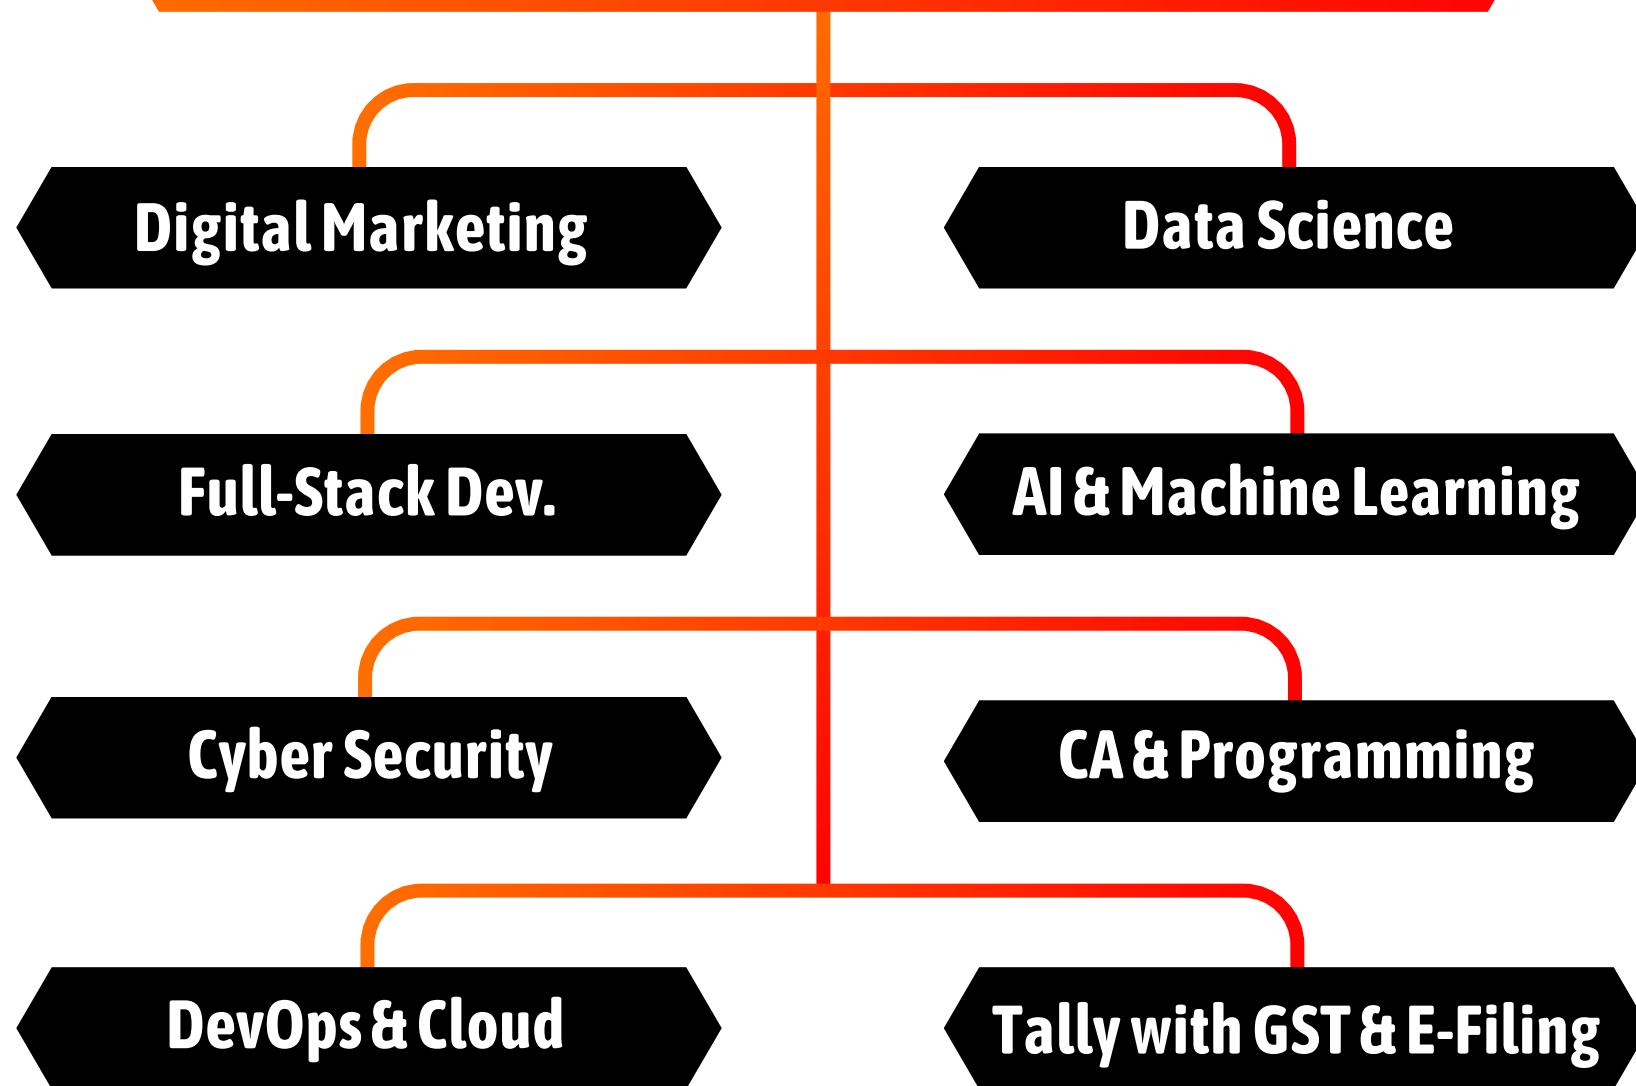 Digital Marketing
Data Science
Full-Stack Dev.
AI & Machine Learning
Cyber Security
CA & Programming
DevOps & Cloud
Tally with GST & E-Filing